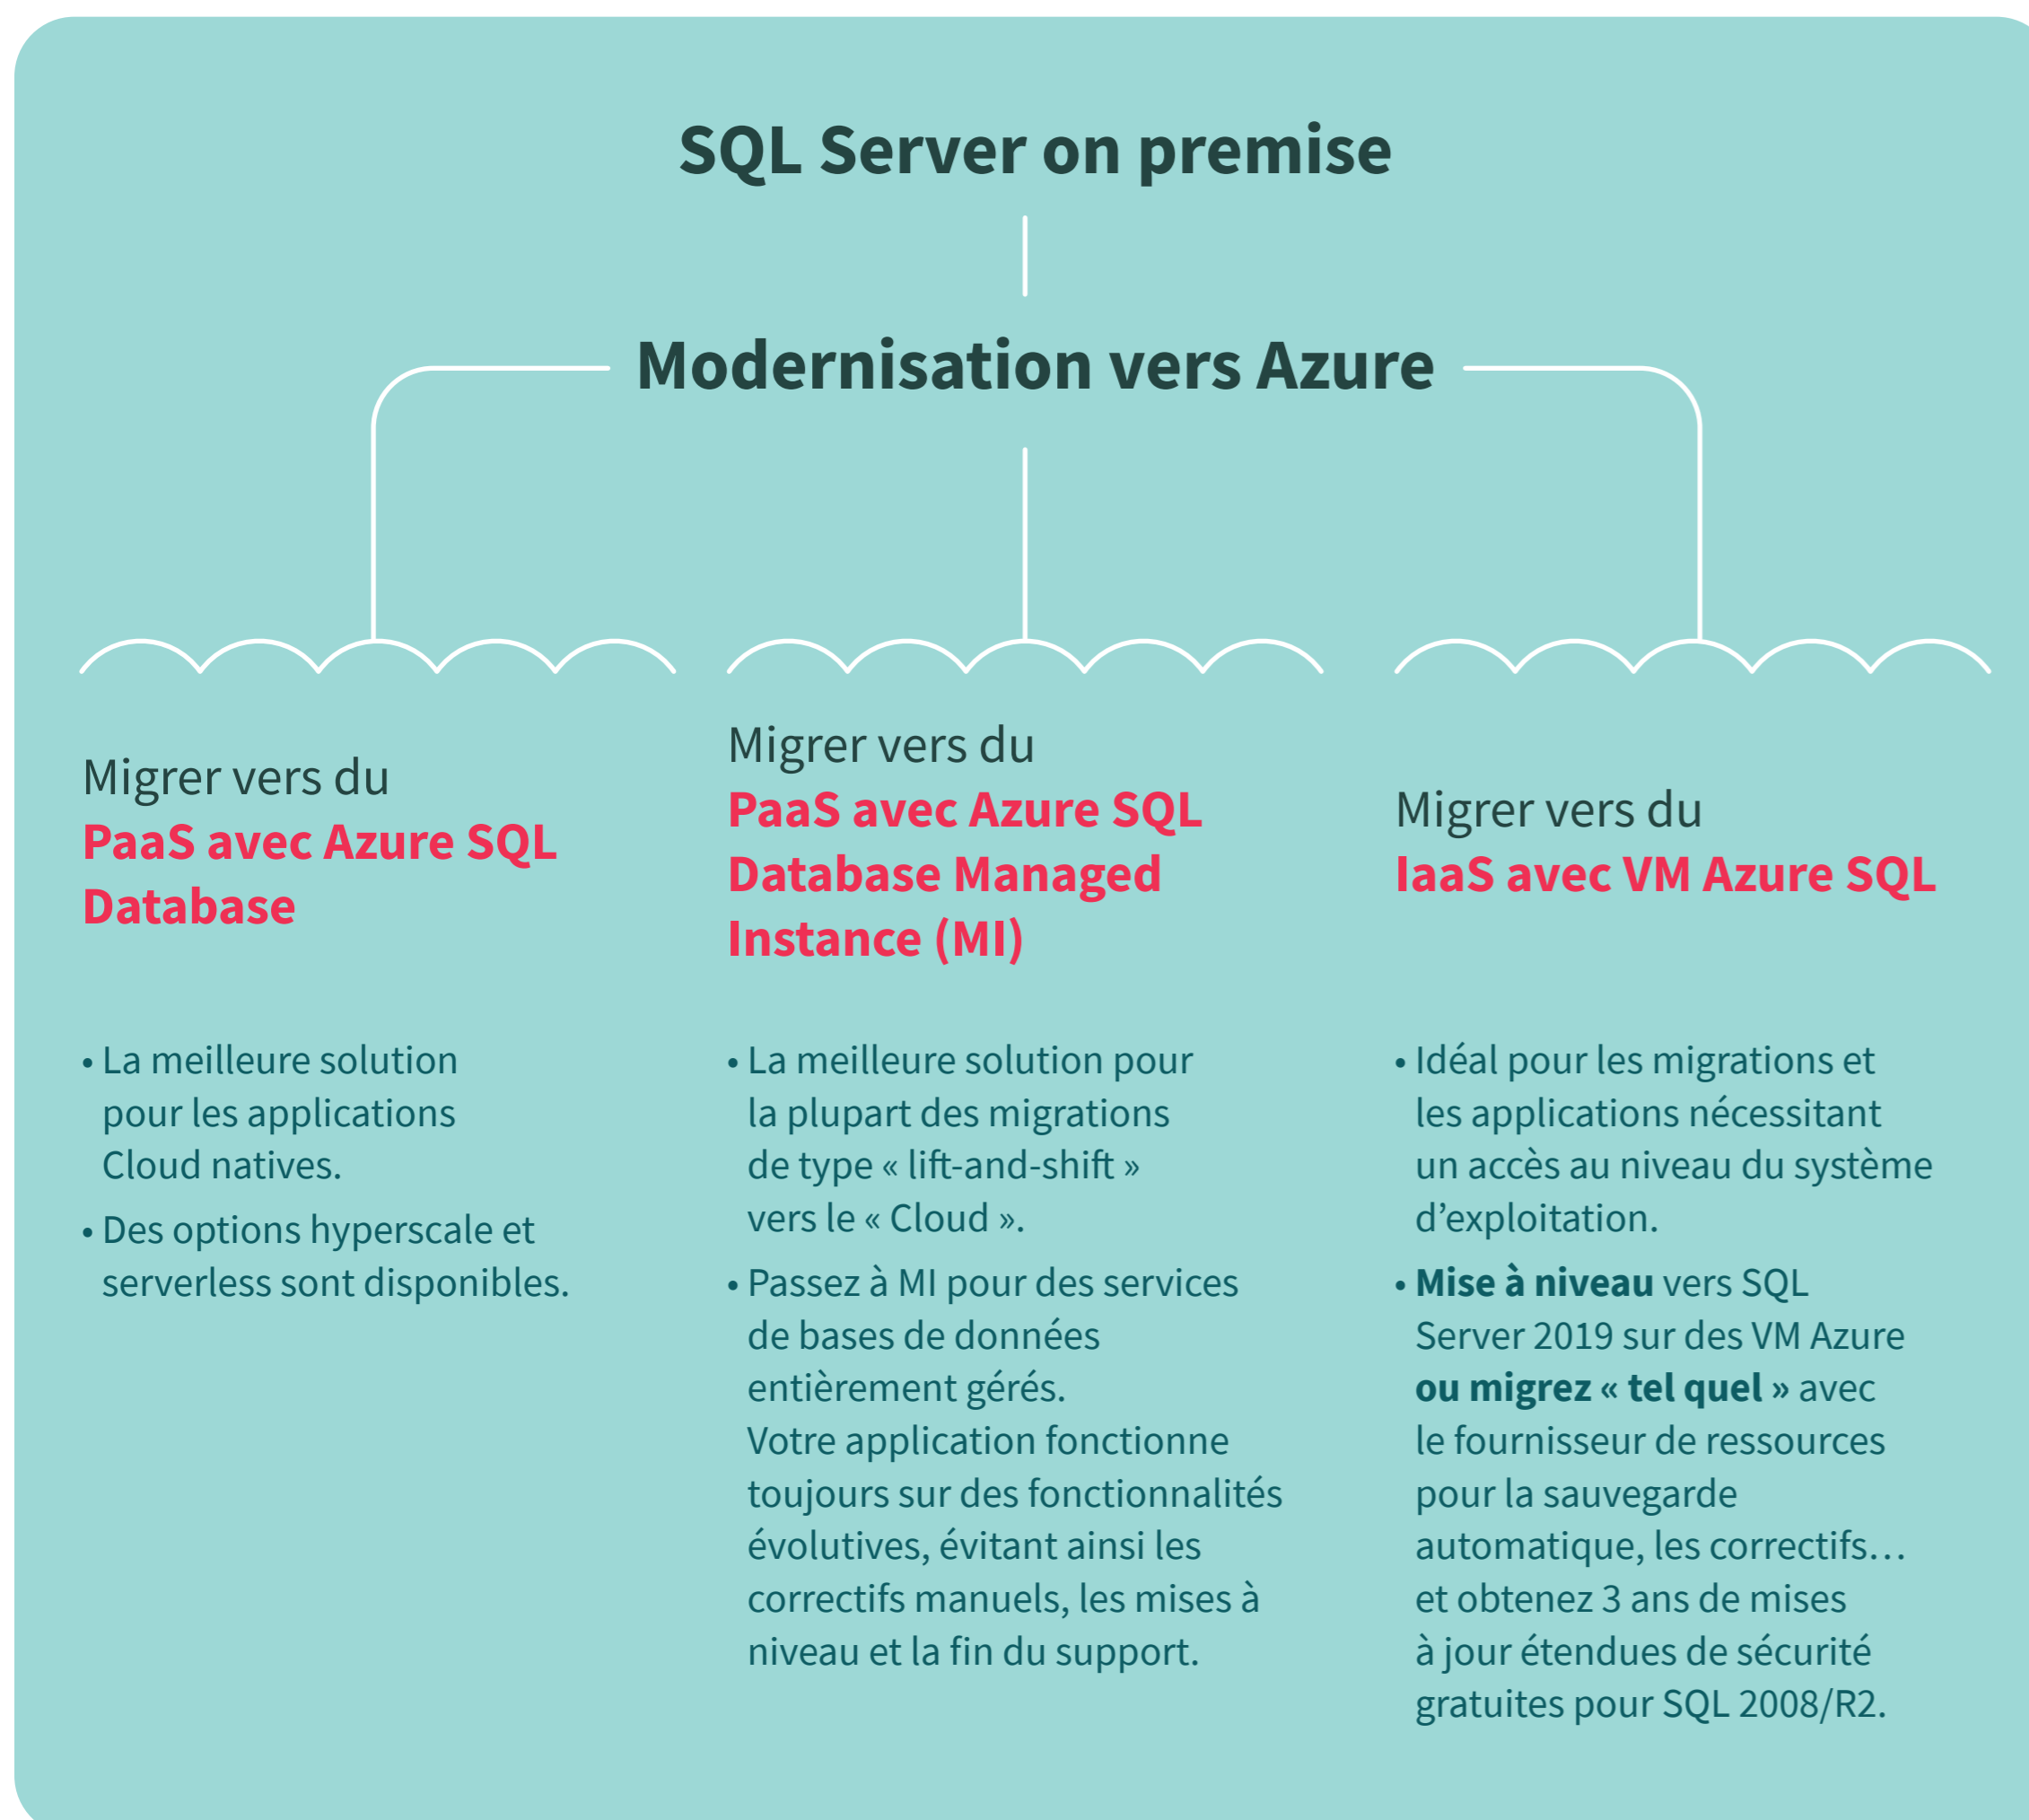 SQL Server on premise
Modernisation vers Azure
Migrer vers du
PaaS avec Azure SQL
Database
• La meilleure solution
pour les applications
Cloud natives.
• Des options hyperscale et
serverless sont disponibles.
Migrer vers du
PaaS avec Azure SQL
Database Managed
Instance (MI)
• La meilleure solution pour
la plupart des migrations
de type « lift-and-shift »
vers le « Cloud ».
• Passez à MI pour des services
de bases de données
entièrement gérés.
Votre application fonctionne
toujours sur des fonctionnalités
évolutives, évitant ainsi les
correctifs manuels, les mises à
niveau et la fin du support.
Migrer vers du
IaaS avec VM Azure SQL
• Idéal pour les migrations et
les applications nécessitant
un accès au niveau du système
d’exploitation.
• Mise à niveau vers SQL
Server 2019 sur des VM Azure
ou migrez « tel quel » avec
le fournisseur de ressources
pour la sauvegarde
automatique, les correctifs…
et obtenez 3 ans de mises
à jour étendues de sécurité
gratuites pour SQL 2008/R2.